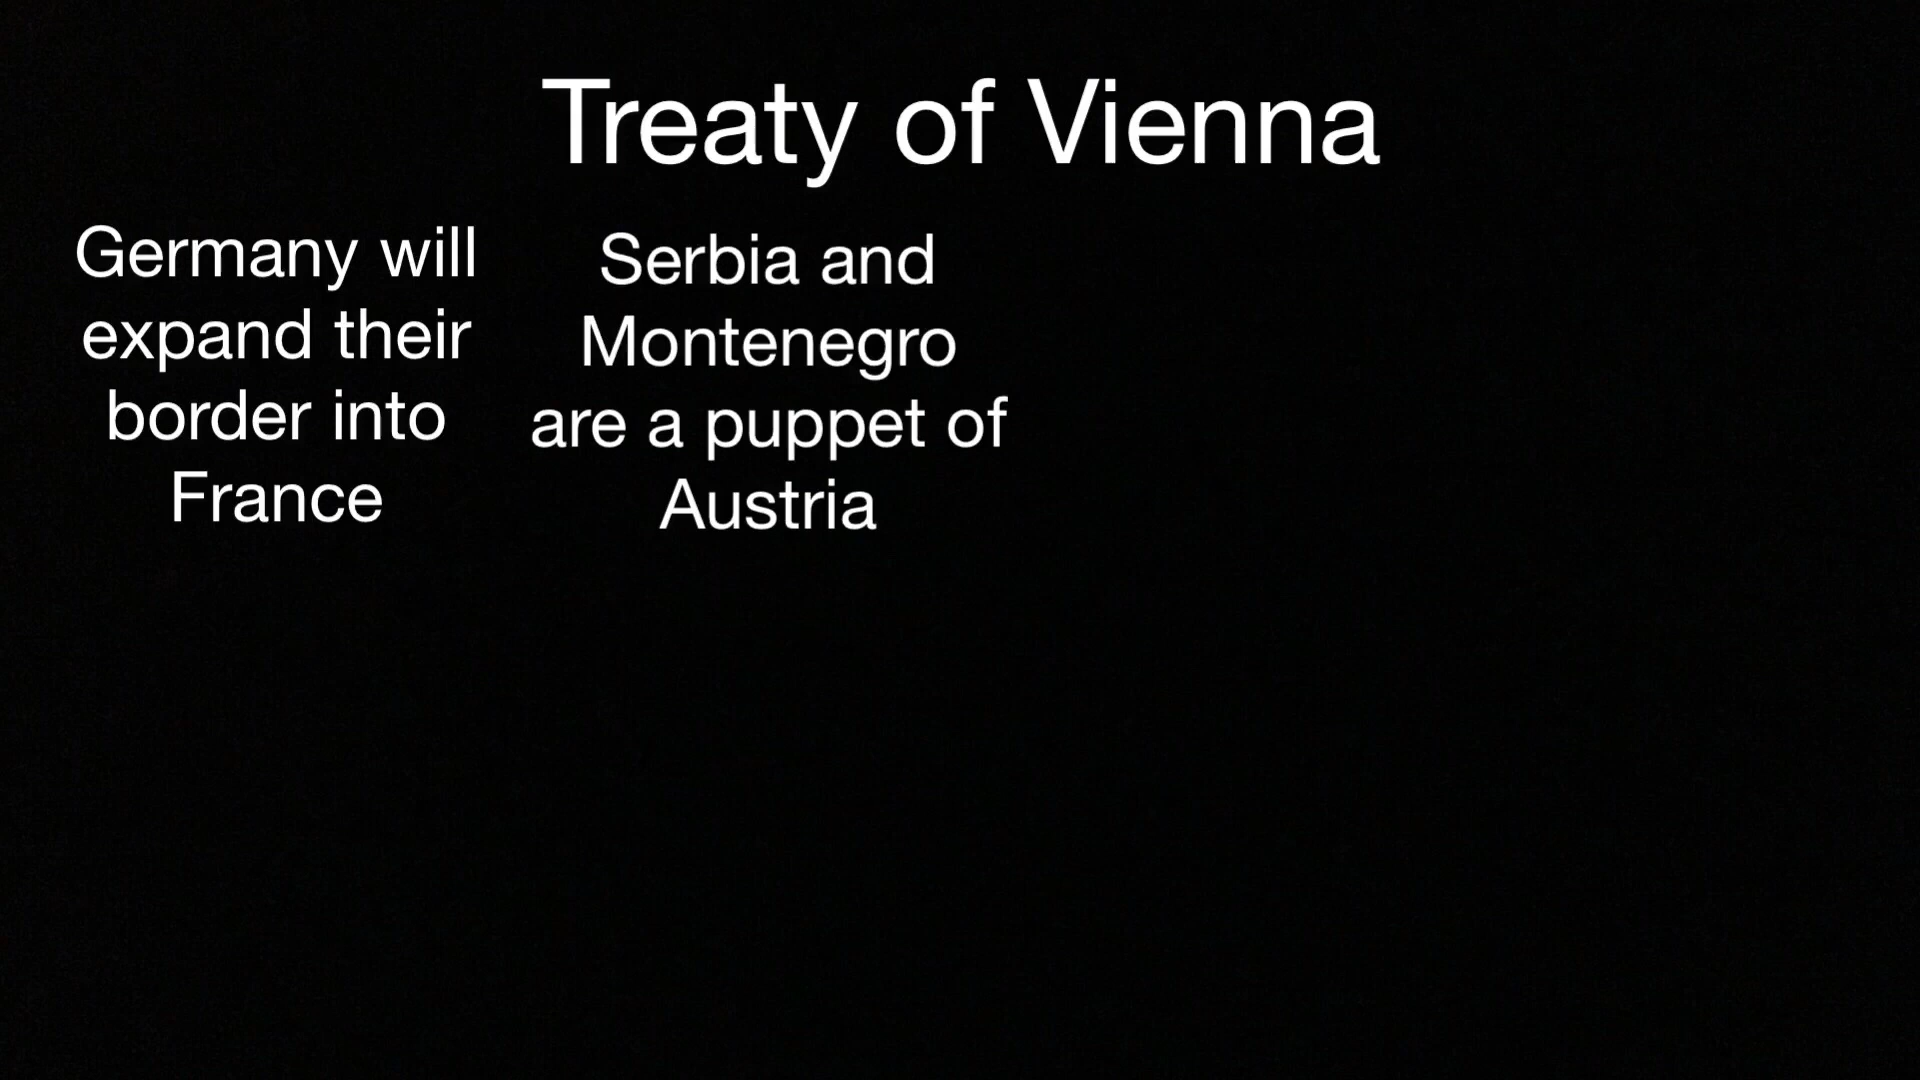 Treaty of Vienna
Germany will
expand their
border into
France
Serbia and
Montenegro
are a puppet of
Austria